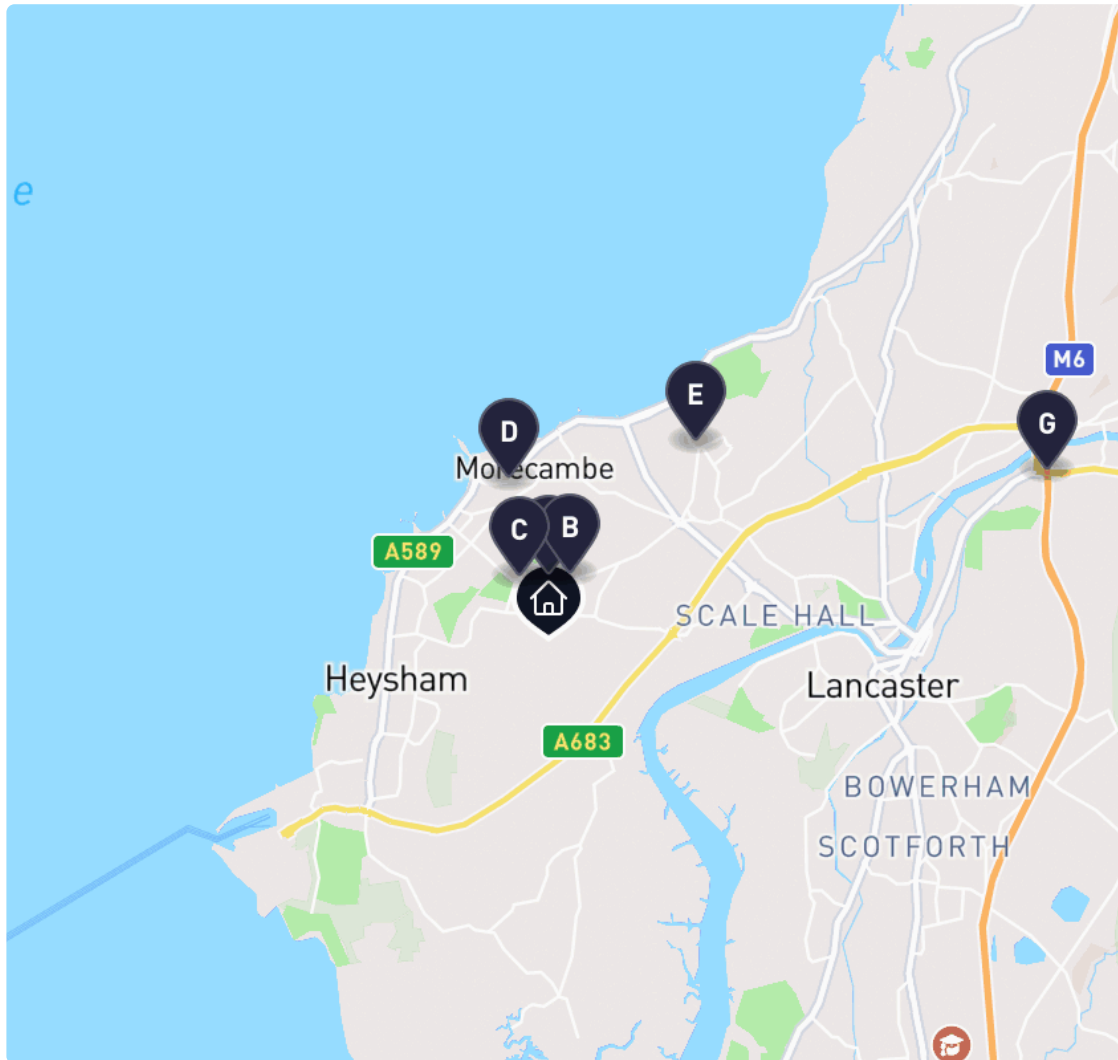 e
M6
E
G
D
Morecambe
C
B
A589
SCALE HALL
Heysham
Lancaster
A683
BOWERHAM
SCOTFORTH